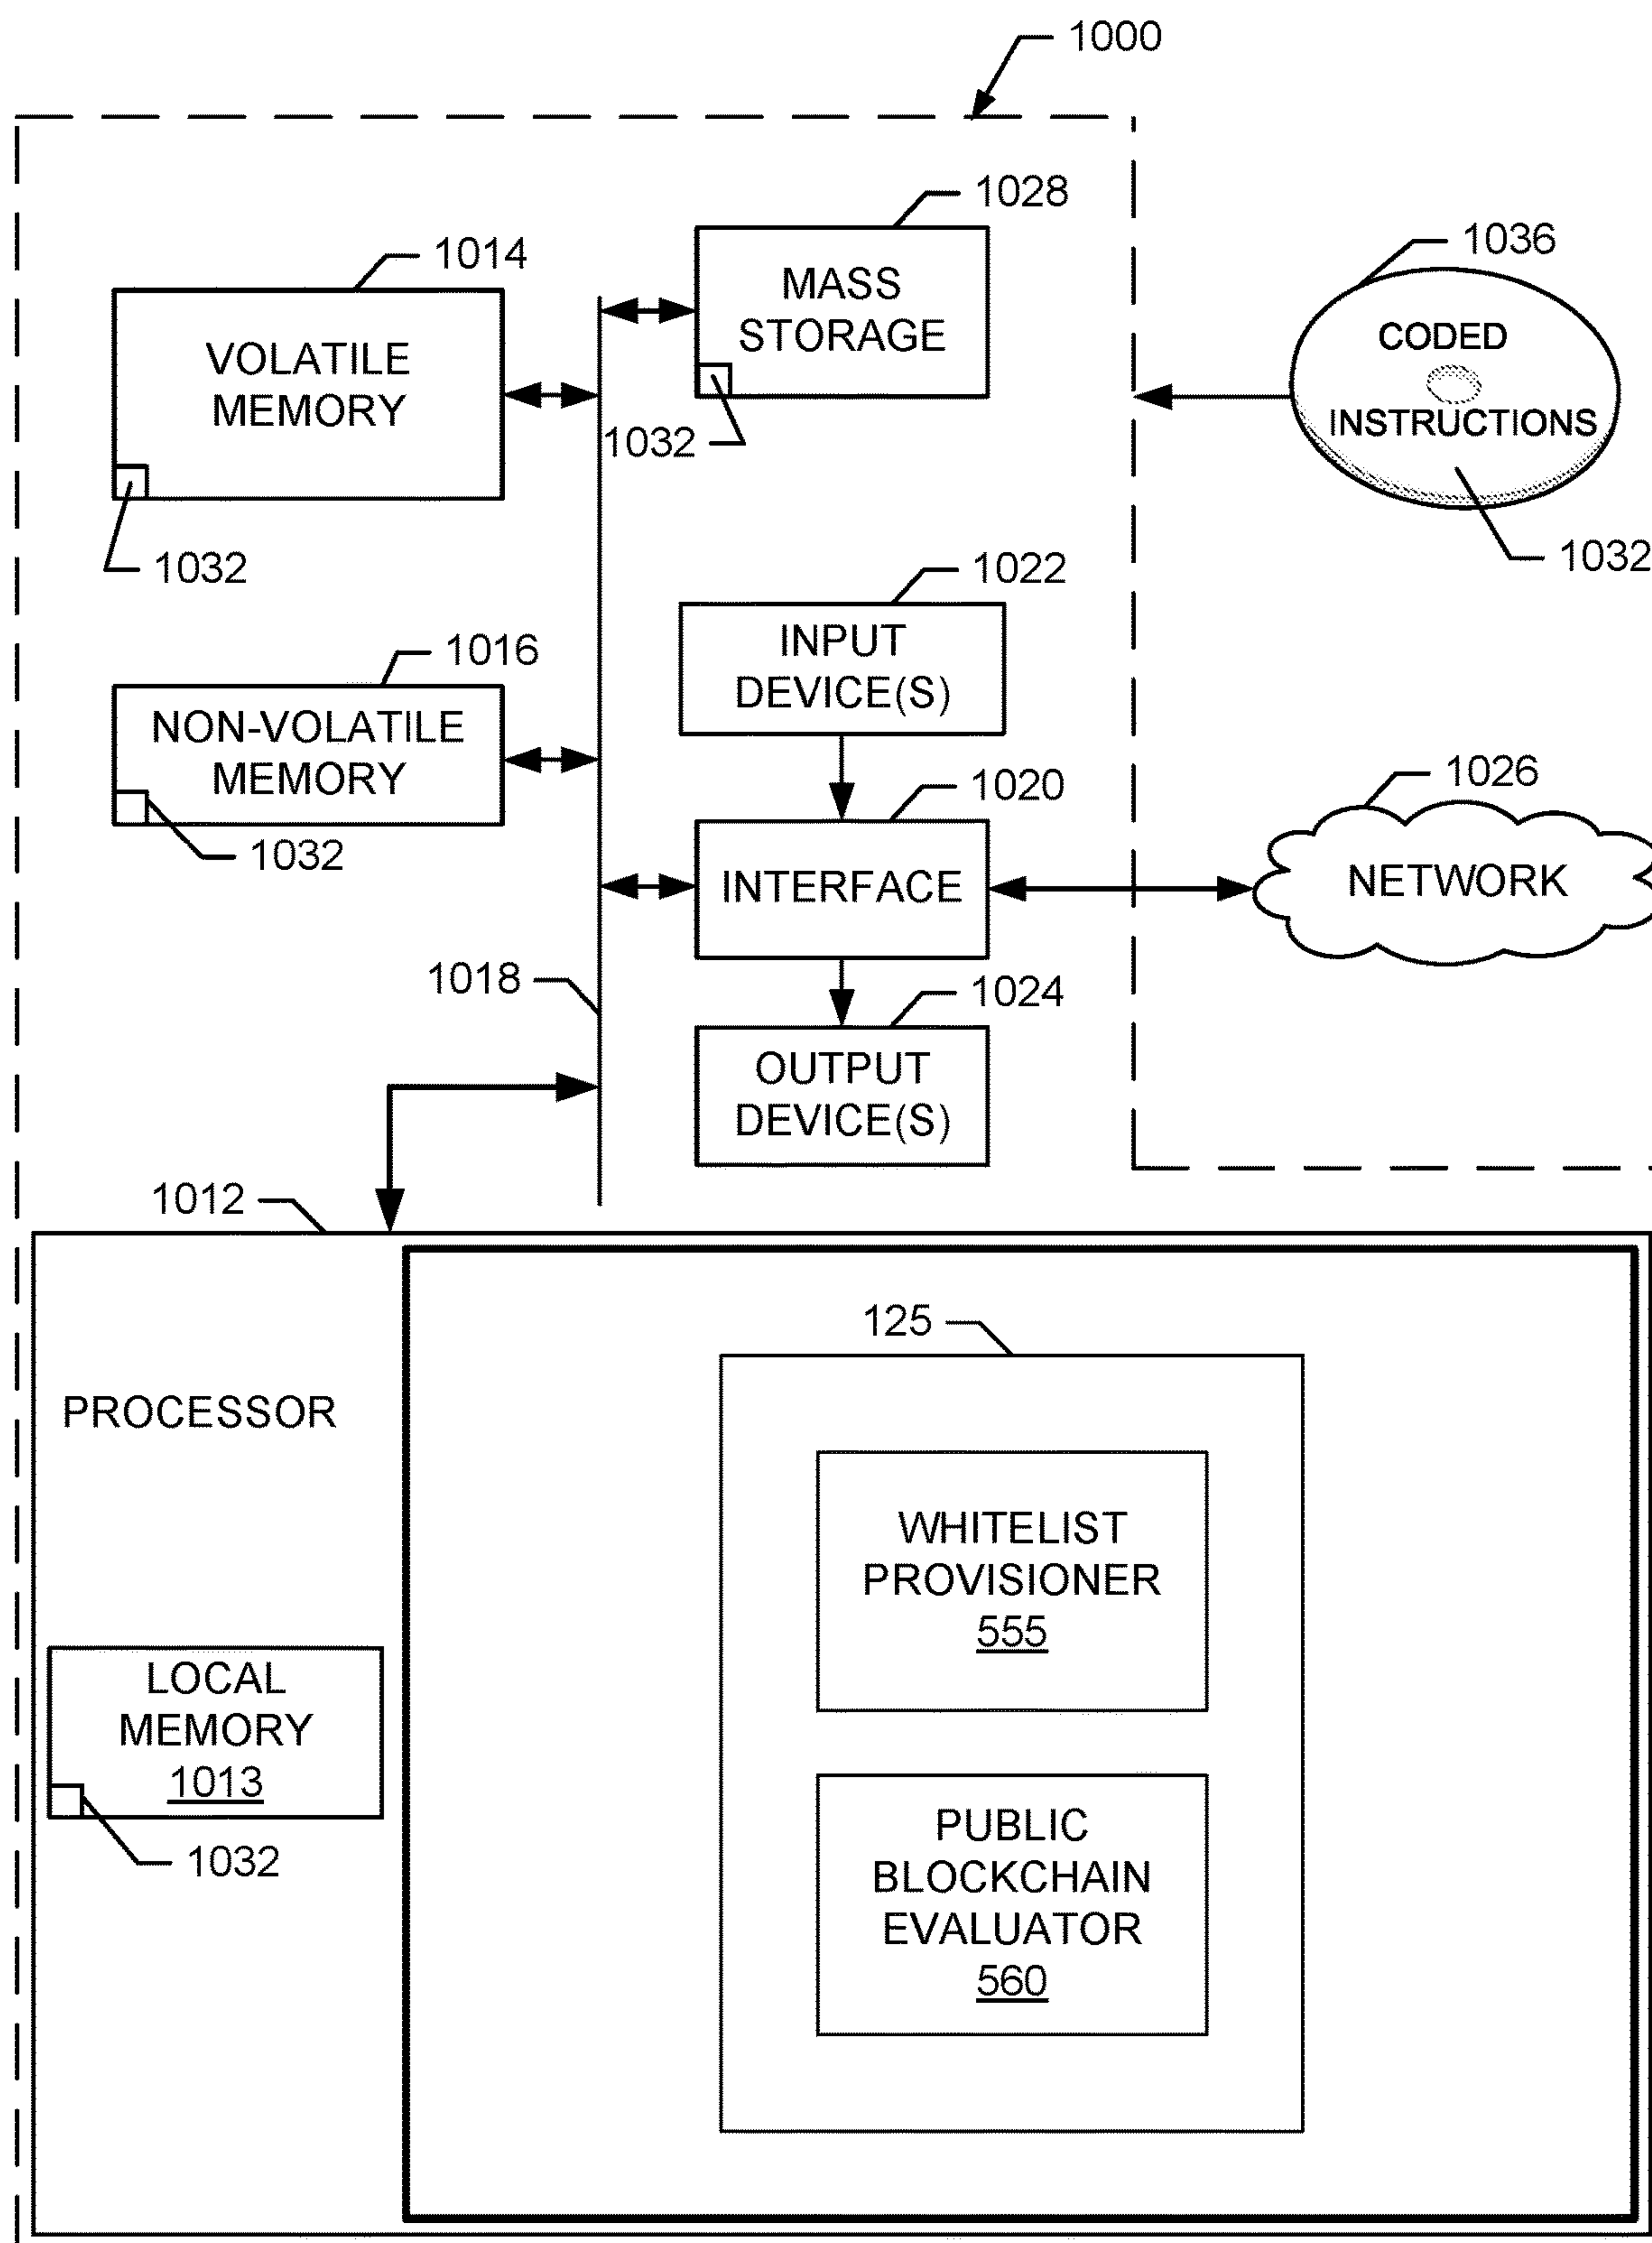 1000
1028
MASS
STORAGE
1032
1014
VOLATILE
MEMORY
1032
1036
CODED
INSTRUCTIONS
1032
1022
INPUT
DEVICE(S)
1016
NON-VOLATILE
MEMORY
1032
1020
INTERFACE
1026
NETWORK
1018
1024
OUTPUT
DEVICE(S)
1012
PROCESSOR
125
WHITELIST
PROVISIONER
555
LOCAL
MEMORY
1013
1032
PUBLIC
BLOCKCHAIN
EVALUATOR
560